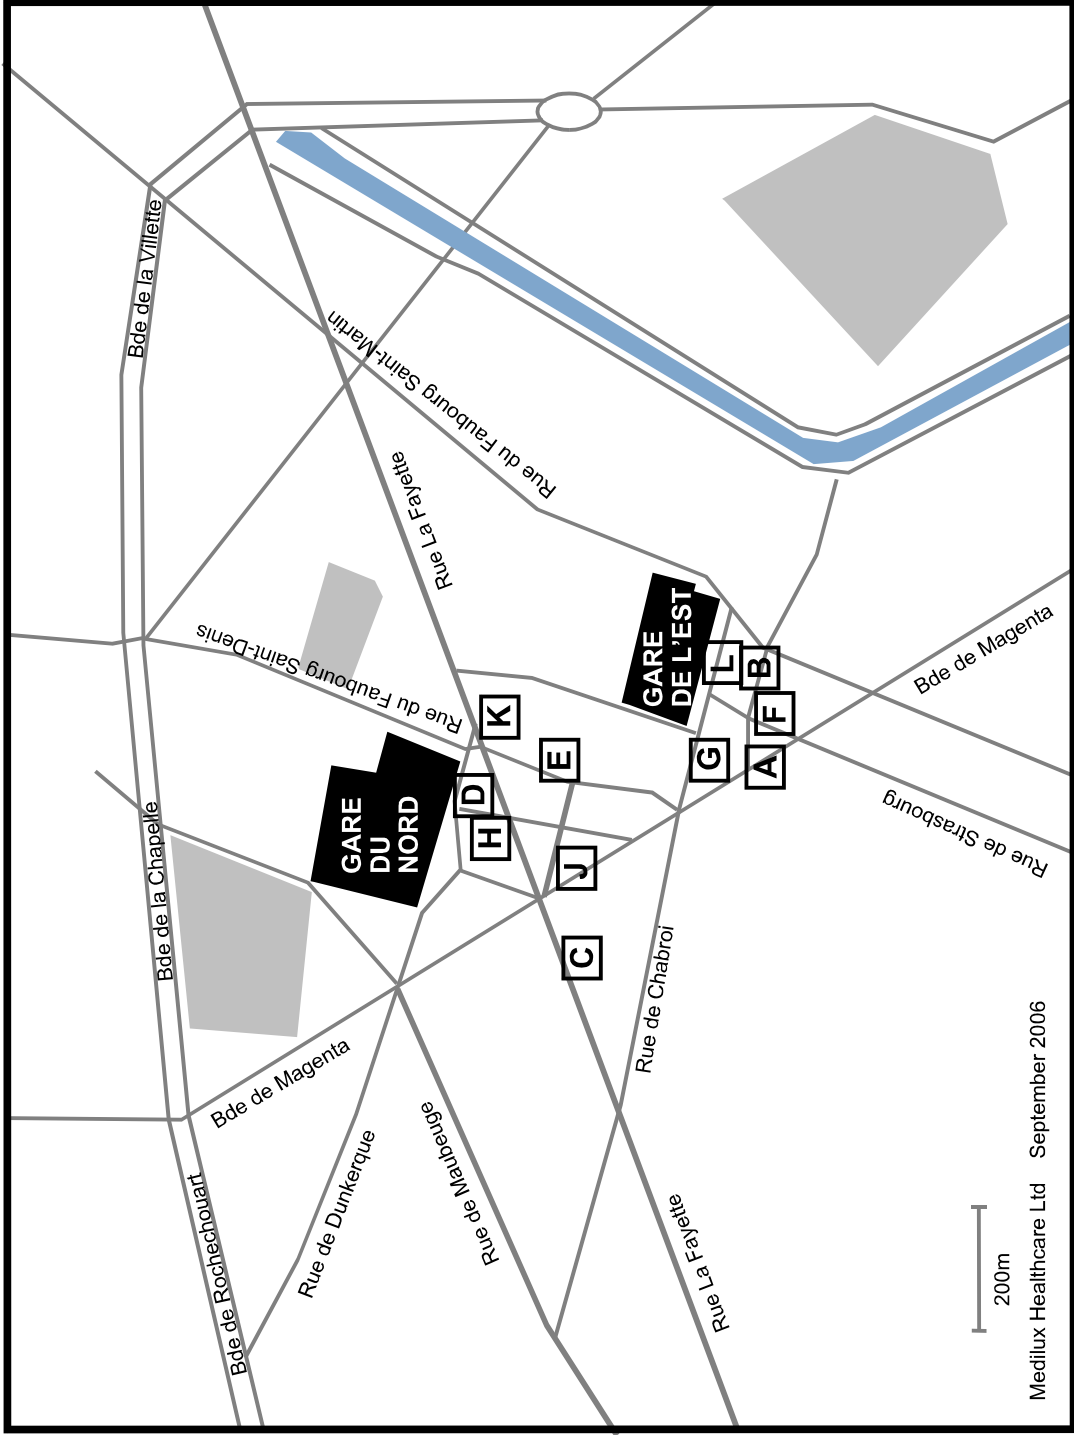 Bde de la Villette
Bde de la Chapelle
Bde de Rochechouart
Rue du Faubourg Saint-Denis
Bde de Magenta
Rue de Dunkerque
GARE
DU
NORD
Rue du Faubourg Saint-Martin
Rue La Fayette
Rue de Maubeuge
D
H
K
E
J
C
GARE
DE L'EST
Rue de Chabroi
Rue La Fayette
G
L
B
A
F
Rue de Strasbourg
Bde de Magenta
200m
Medilux Healthcare Ltd September 2006